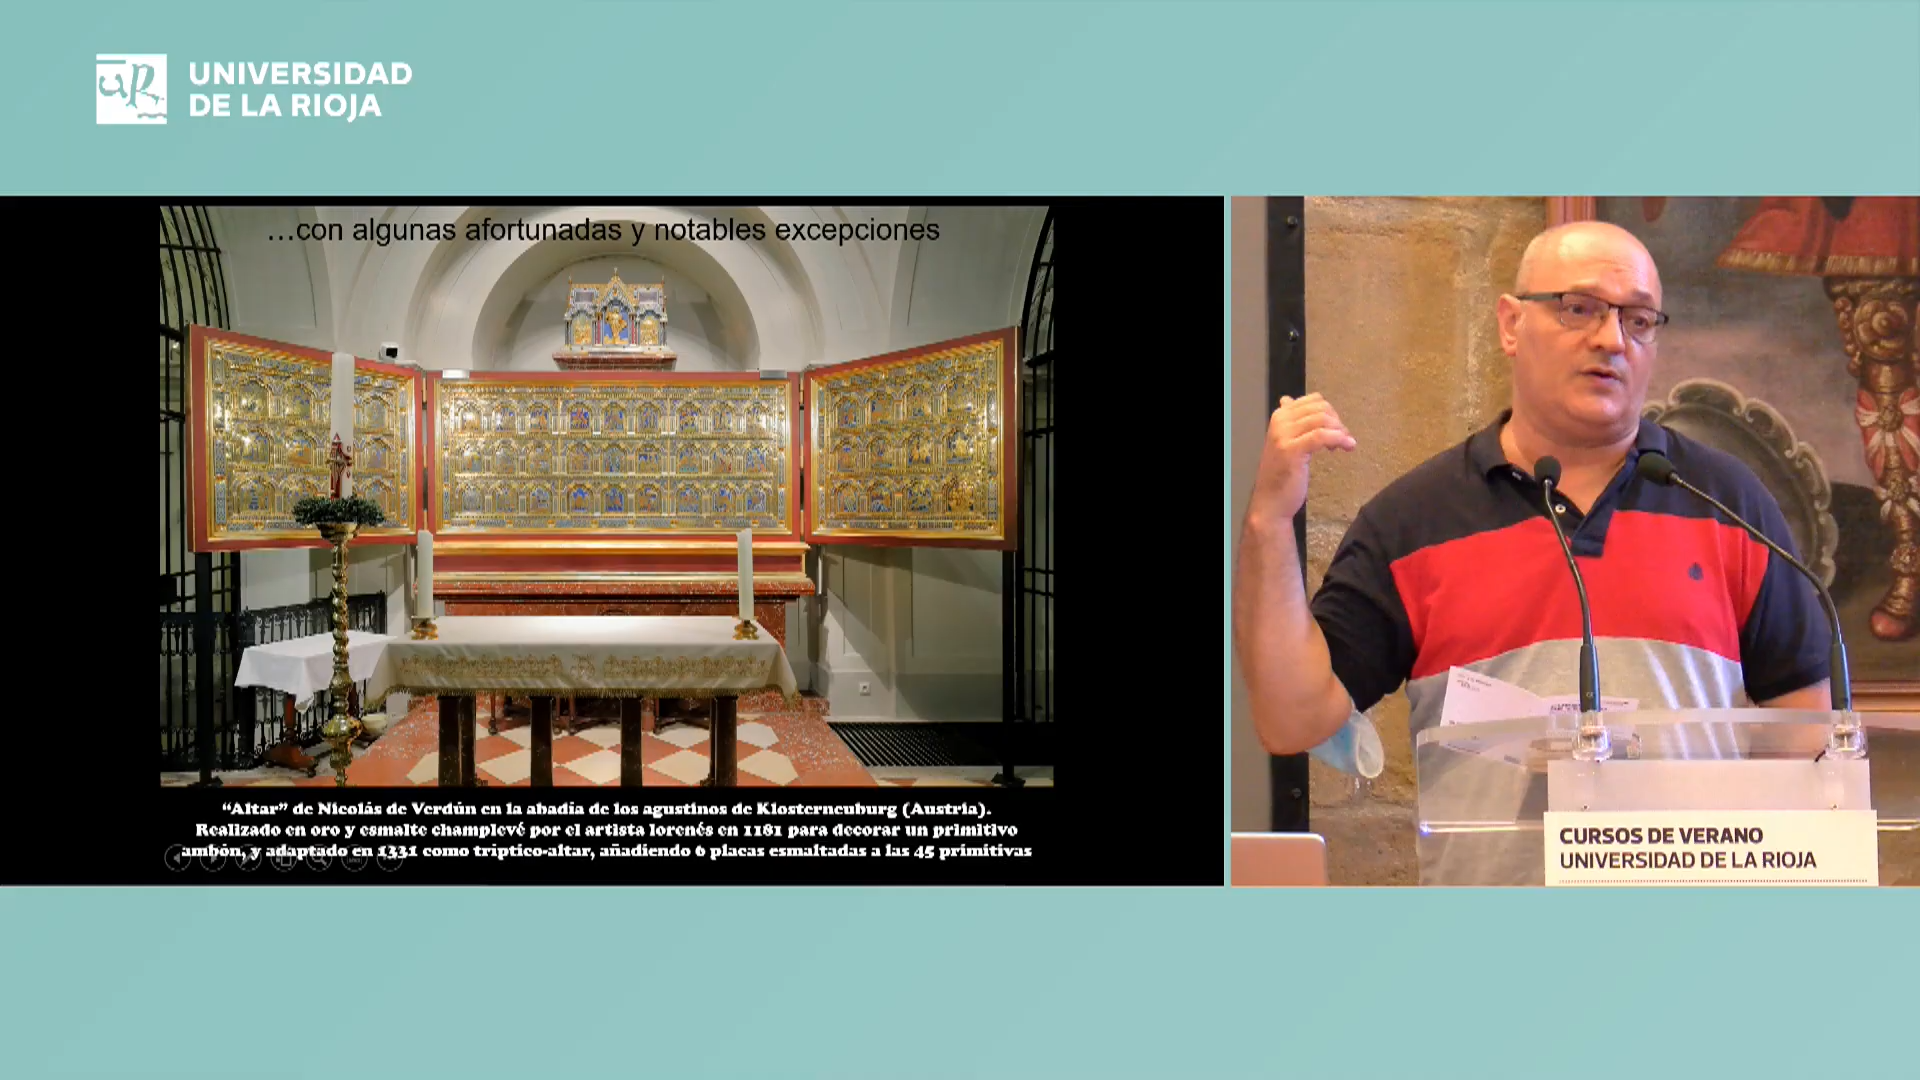 UNIVERSIDAD
DE LA RIOJA
...con algunas afortunadas y notables excepciones
“Altar” de Nicolás de Verdún en la abadía de los agustinos de Klosterneuburg (Austria).
Realizado en oro y esmalte champlevé por el artista lorenés en 1181 para decorar un primitivo
ambón, y adaptado en 1331 como tríptico-altar, añadiendo 6 placas esmaltadas a las 45 primitivas
CURSOS DE VERANO
UNIVERSIDAD DE LA RIOJA